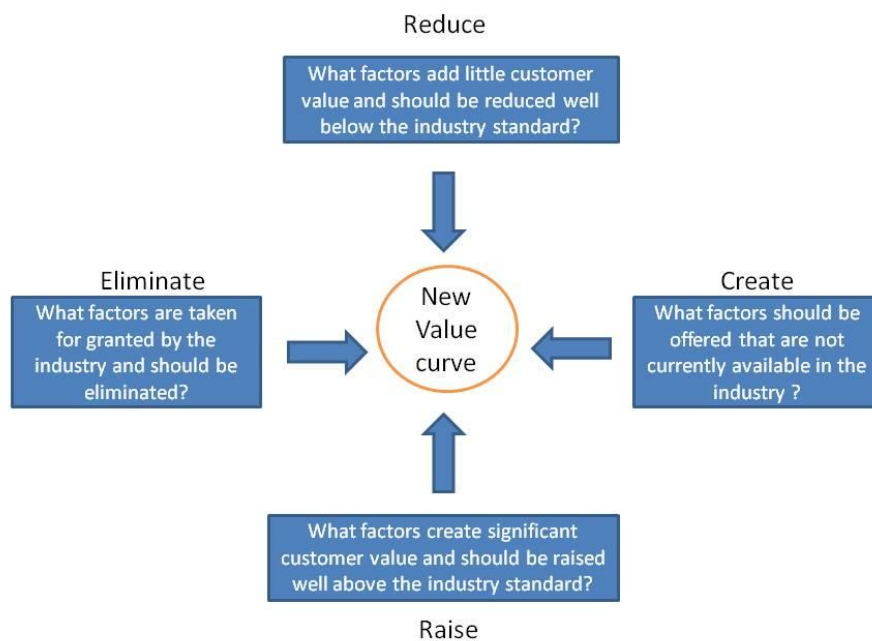 Reduce
What factors add little customer
value and should be reduced well
below the industry standard?
Eliminate
What factors are taken
for granted by the
industry and should be
eliminated?
New
Value
curve
Create
What factors should be
offered that are not
currently available in the
industry ?
What factors create significant
customer value and should be raised
well above the industry standard?
Raise